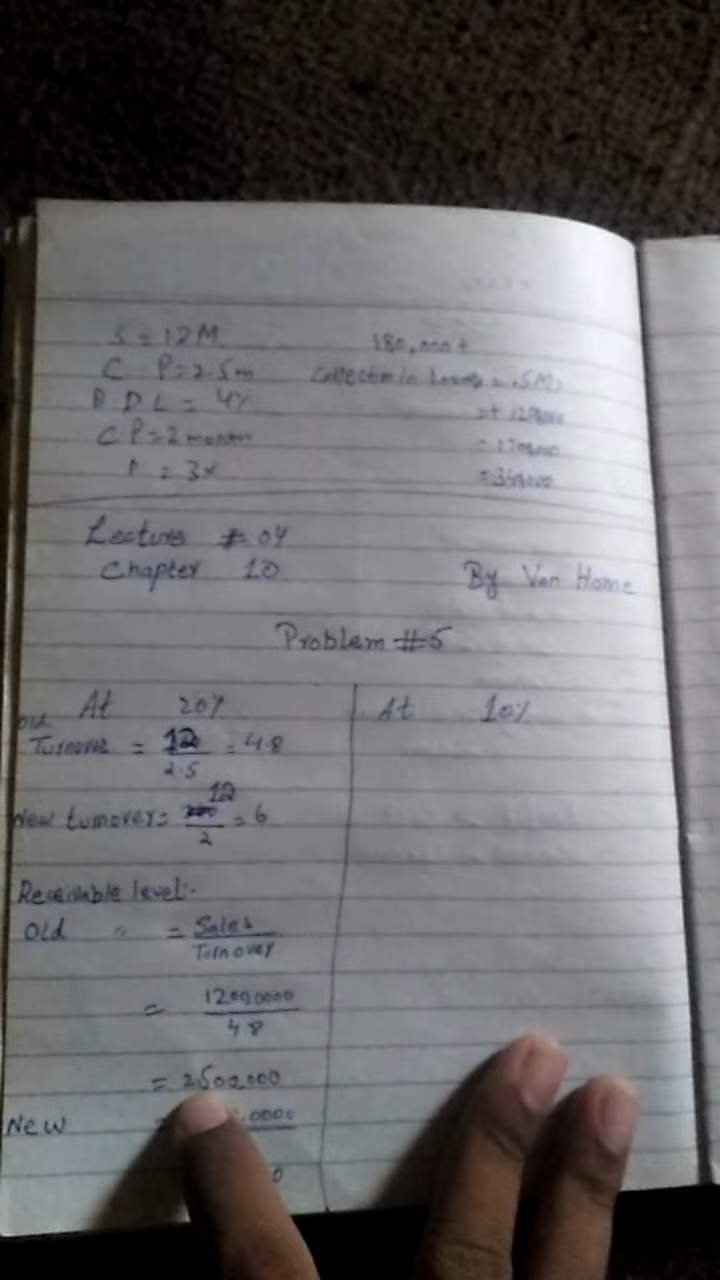 S = 12M
180,000 +
C P = 2.5m
Collection in
B D L = 4%
C.P = 2 month
= 3%
Lecture # 04
Chapter 10
By Van Horne
Problem #5
At 20%
At 10%
Old
Turnover = 12 = 4.8
2.5
12
New turnover = = 6
2
Receivable level:-
Old " = Sales
Turnover
= 12000000
4.8
= 2500,000
New = 0000
0